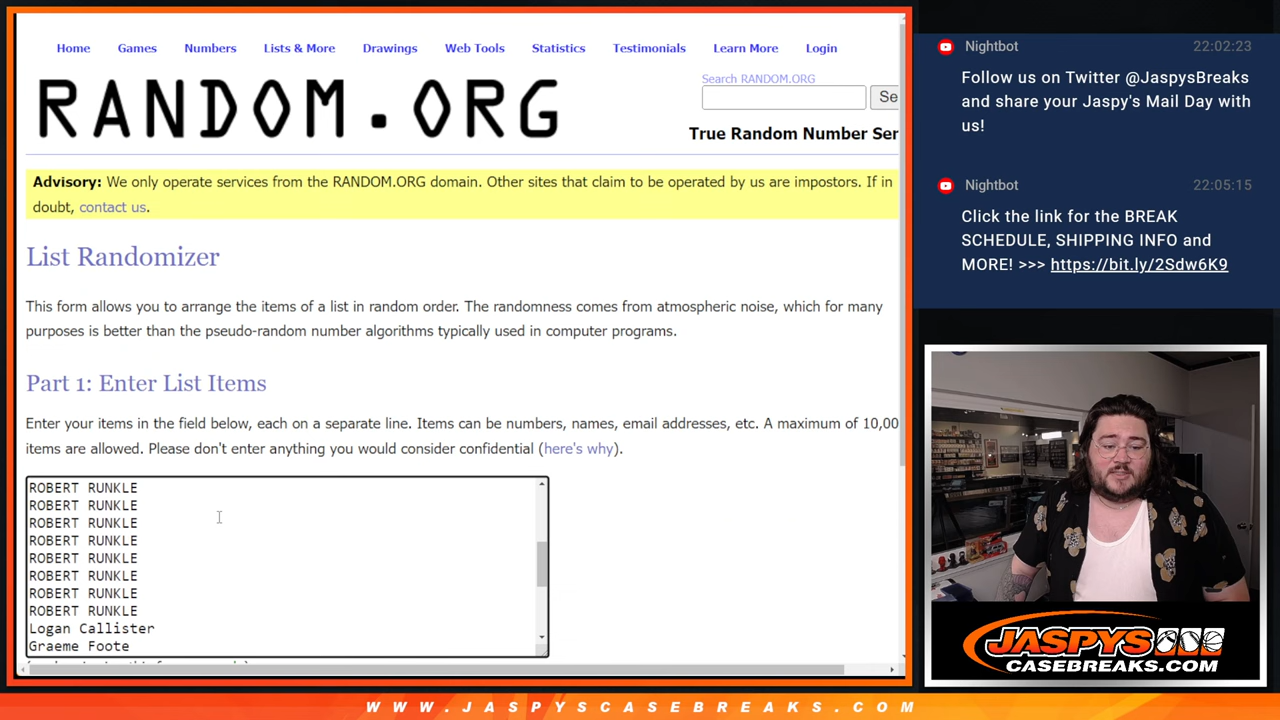 Home Games Numbers Lists & More Drawings Web Tools Statistics Testimonials Learn More Login
RANDOM.ORG
Search RANDOM.ORG
Se
True Random Number Ser
Advisory: We only operate services from the RANDOM.ORG domain. Other sites that claim to be operated by us are impostors. If in
doubt, contact us.
List Randomizer
This form allows you to arrange the items of a list in random order. The randomness comes from atmospheric noise, which for many
purposes is better than the pseudo-random number algorithms typically used in computer programs.
Part 1: Enter List Items
Enter your items in the field below, each on a separate line. Items can be numbers, names, email addresses, etc. A maximum of 10,00
items are allowed. Please don't enter anything you would consider confidential (here's why).
ROBERT RUNKLE
ROBERT RUNKLE
ROBERT RUNKLE
ROBERT RUNKLE
ROBERT RUNKLE
ROBERT RUNKLE
ROBERT RUNKLE
ROBERT RUNKLE
Logan Callister
Graeme Foote
Nightbot 22:02:23
Follow us on Twitter @JaspysBreaks
and share your Jaspy's Mail Day with
us!
Nightbot 22:05:15
Click the link for the BREAK
SCHEDULE, SHIPPING INFO and
MORE! >>> https://bit.ly/2Sdw6K9
JASPYS
CASEBREAKS.COM
WWW.JASPYSCASEBREAKS.COM